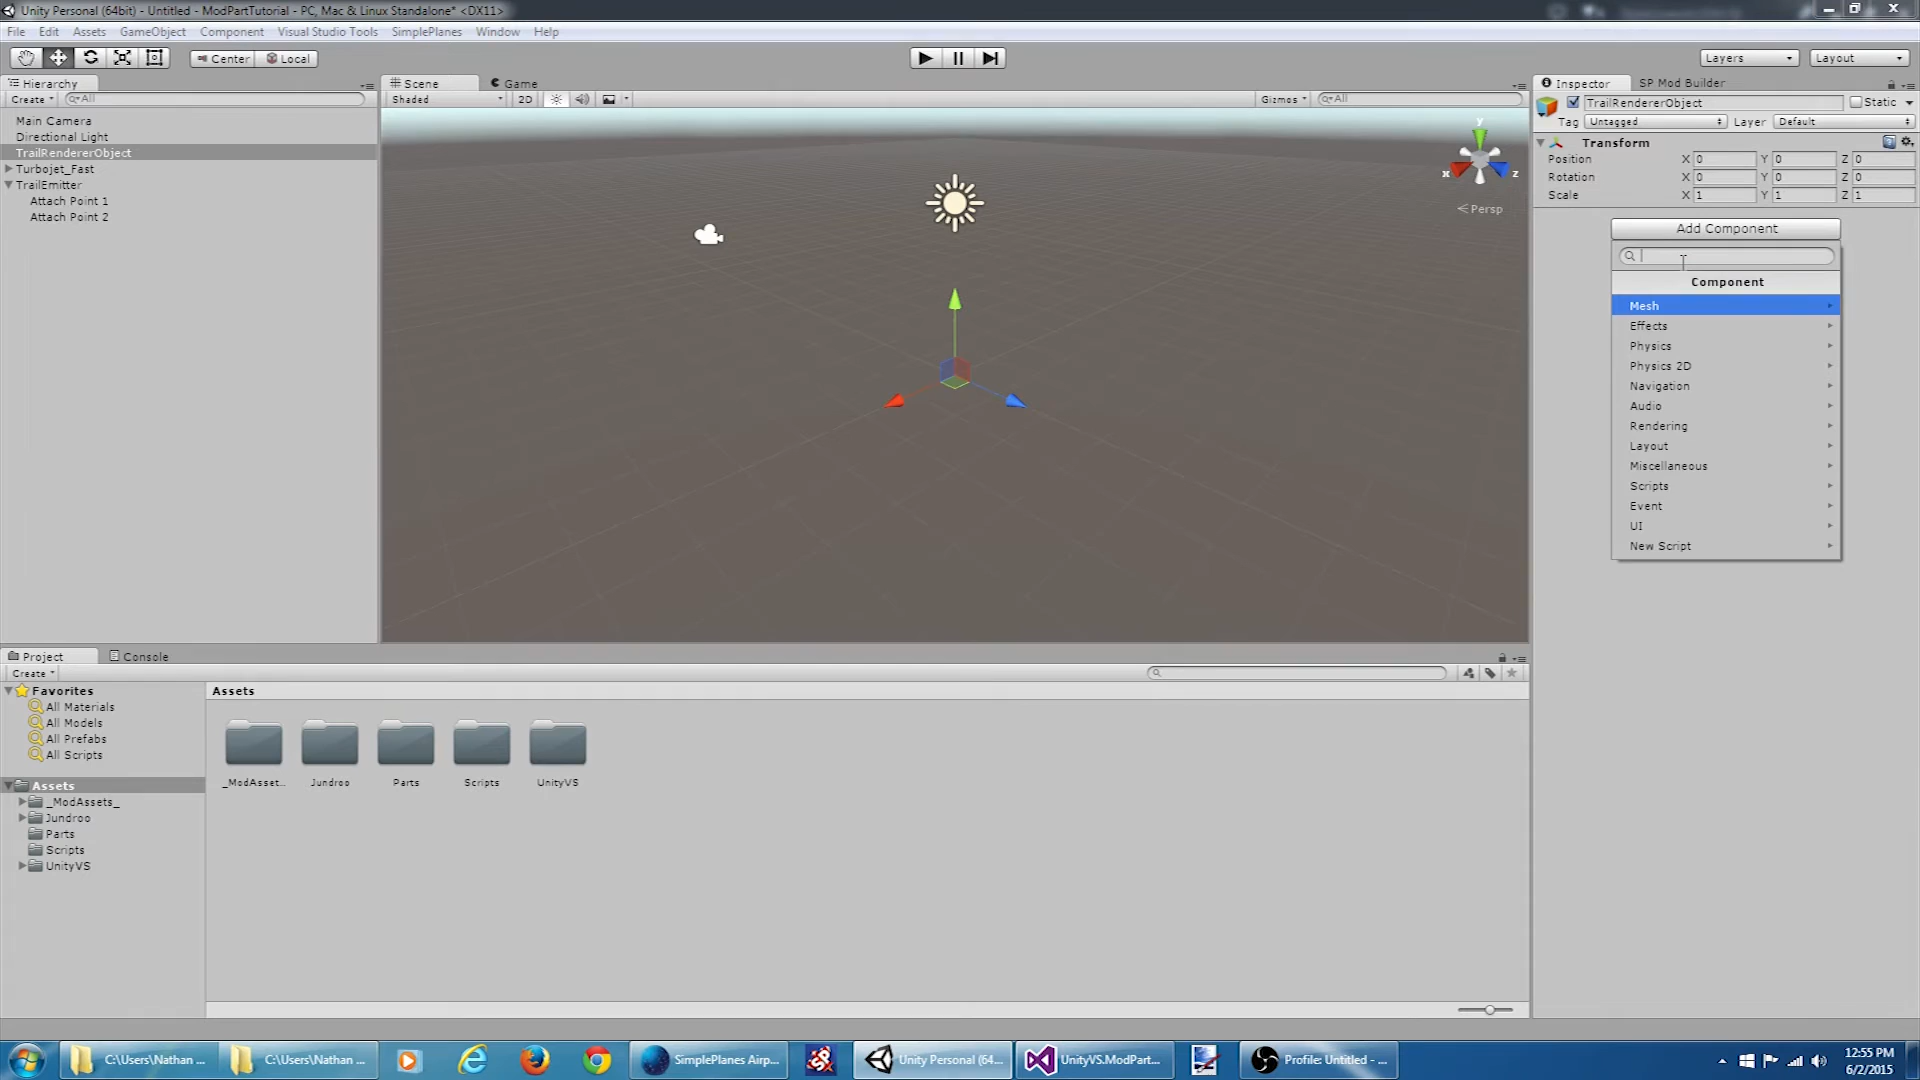 Unity Personal (64bit) - Untitled - ModPartTutorial - PC, Mac & Linux Standalone* <DX11>
File Edit Assets GameObject Component Visual Studio Tools SimplePlanes Window Help
Center Local Layers Layout
Hierarchy
Create All
Main Camera
Directional Light
TrailRendererObject
Turbojet_Fast
TrailEmitter
Attach Point 1
Attach Point 2
Scene Game
Shaded 2D Gizmos All
y
x z
Persp
Inspector SP Mod Builder
TrailRendererObject Static
Tag Untagged Layer Default
Transform
Position X 0 Y 0 Z 0
Rotation X 0 Y 0 Z 0
Scale X 1 Y 1 Z 1
Add Component
Component
Mesh
Effects
Physics
Physics 2D
Navigation
Audio
Rendering
Layout
Miscellaneous
Scripts
Event
UI
New Script
Project Console
Create
Favorites
All Materials
All Models
All Prefabs
All Scripts
Assets
_ModAssets_
Jundroo
Parts
Scripts
UnityVS
Assets
_ModAsset... Jundroo Parts Scripts UnityVS
C:\Users\Nathan ... C:\Users\Nathan ... SimplePlanes Airp... Unity Personal (64... UnityVS.ModPart... Profile: Untitled - ...
12:55 PM
6/2/2015